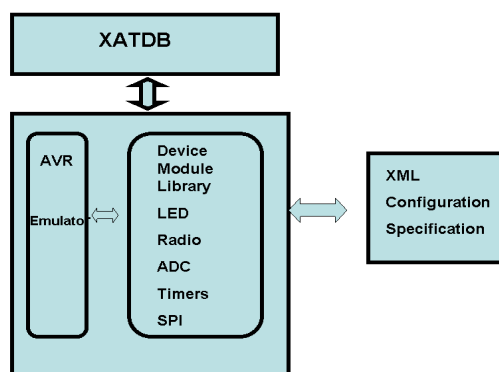 XATDB
AVR
Emulato
Device
Module
Library
LED
Radio
ADC
Timers
SPI
XML
Configuration
Specification